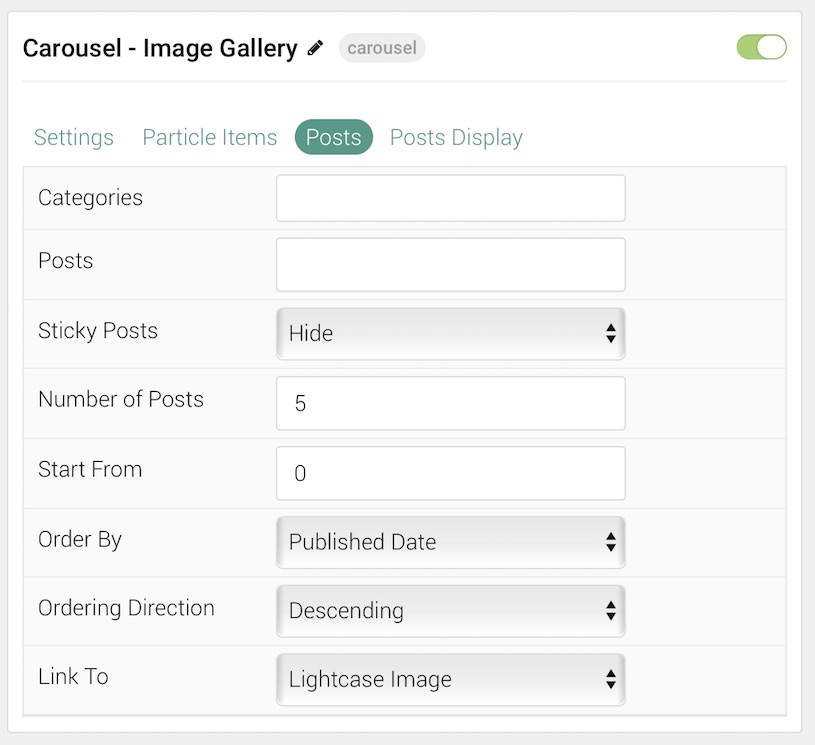 Carousel - Image Gallery carousel
Settings Particle Items Posts Posts Display
Categories
Posts
Sticky Posts Hide
Number of Posts 5
Start From 0
Order By Published Date
Ordering Direction Descending
Link To Lightcase Image